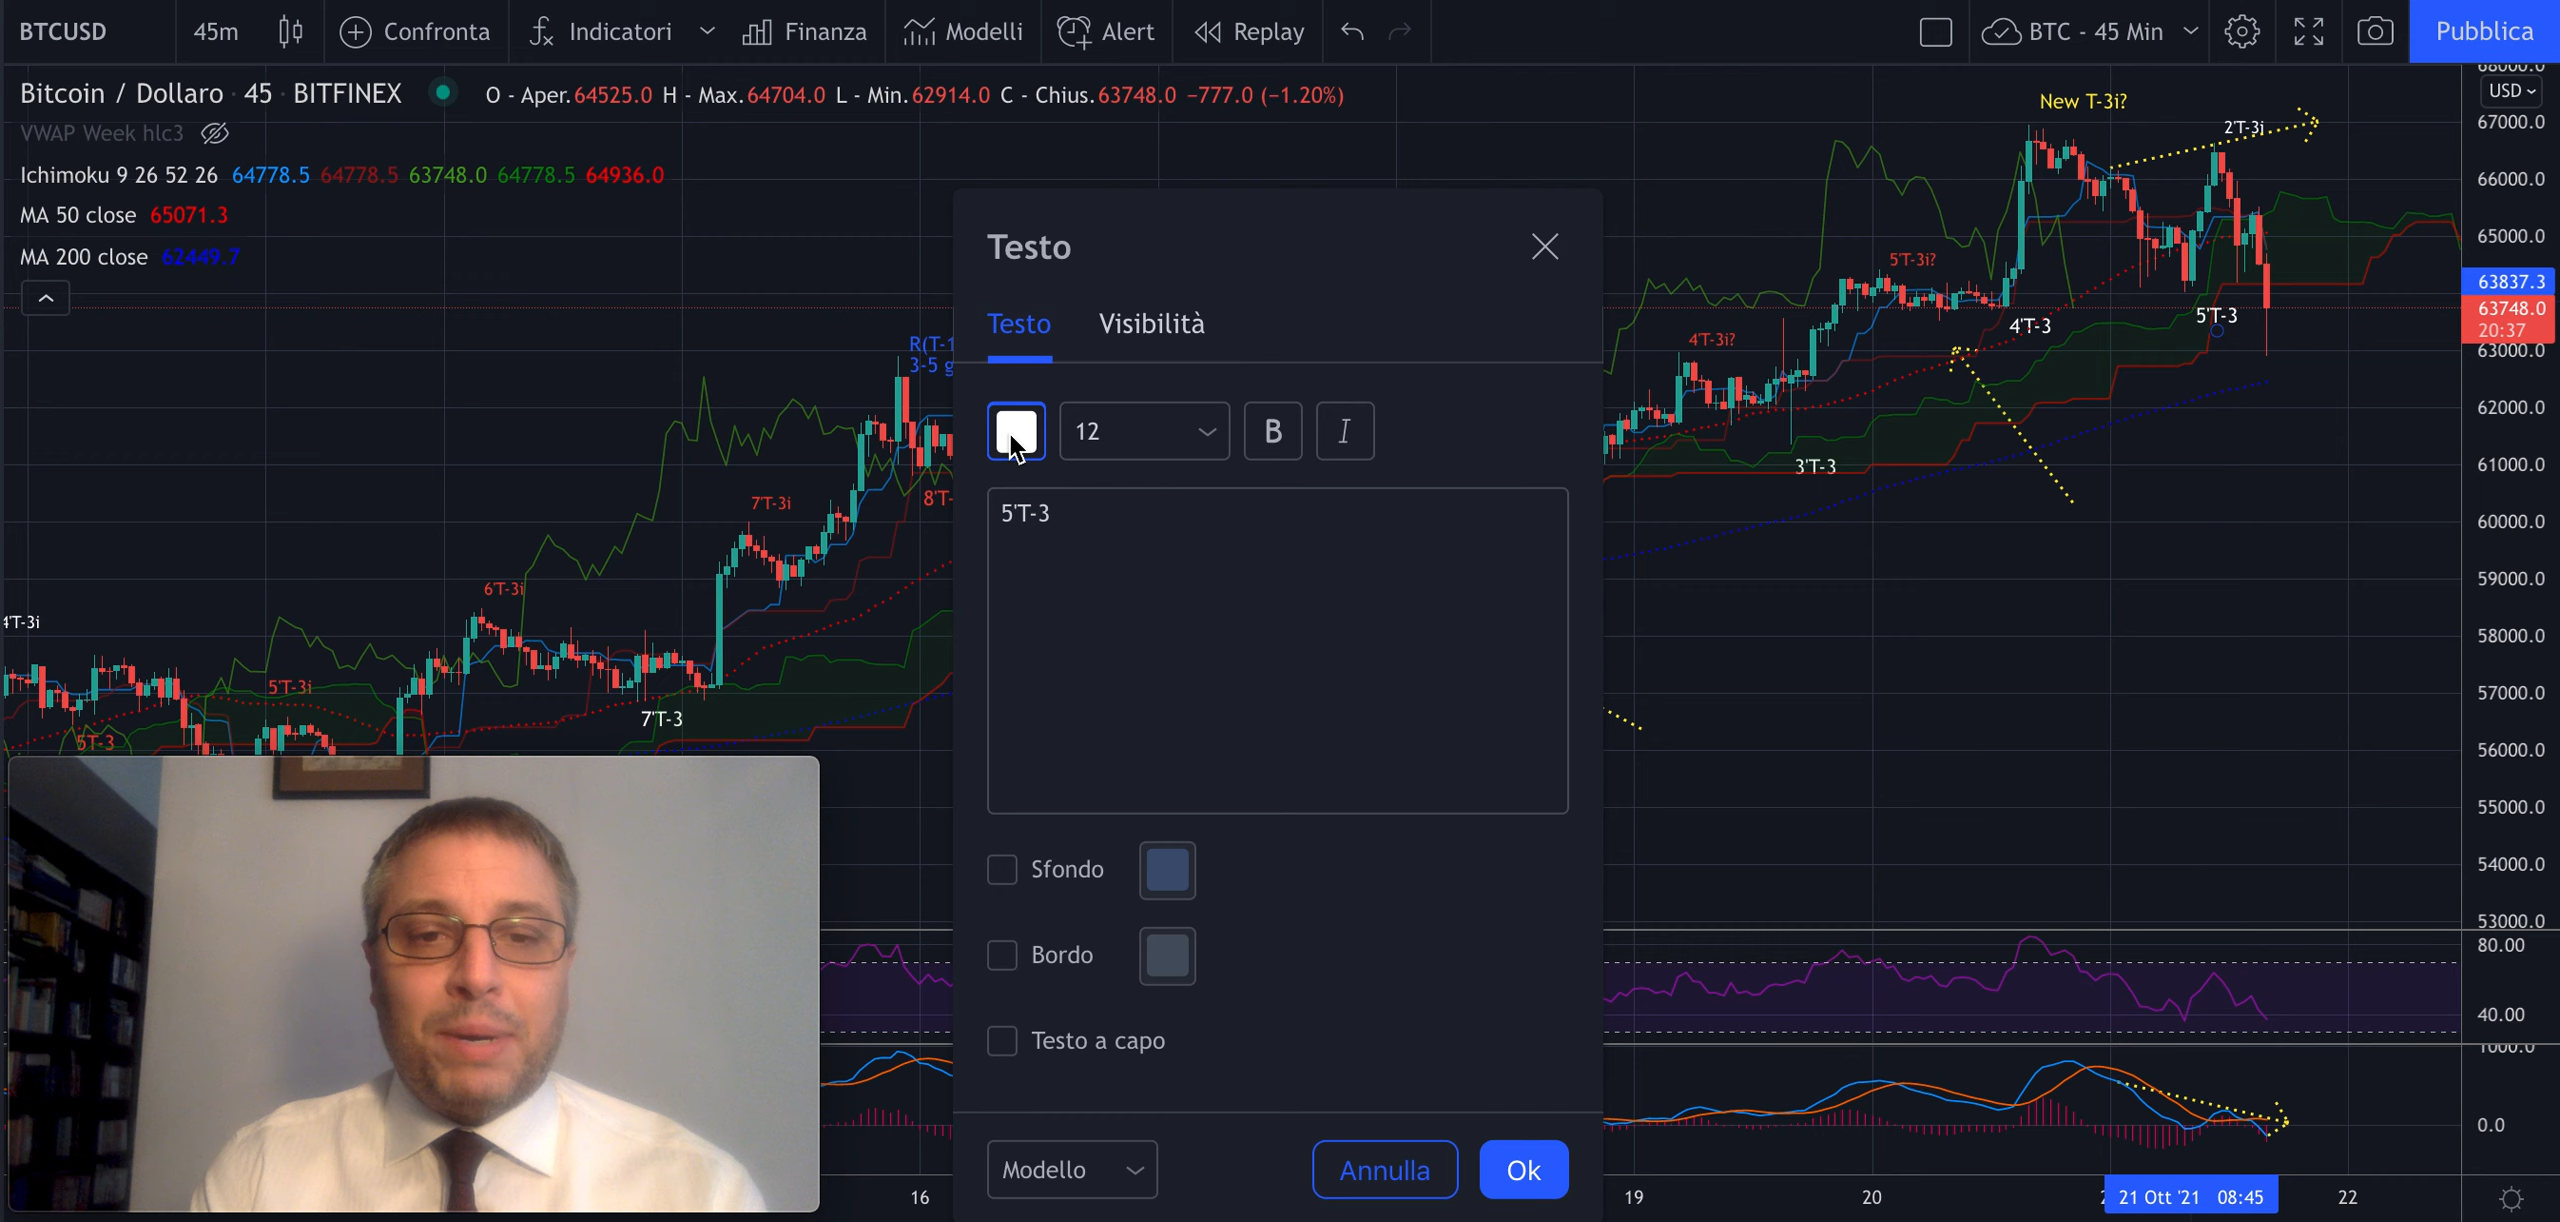 BTCUSD 45m Confronta Indicatori Finanza Modelli Alert Replay BTC - 45 Min Pubblica
Bitcoin / Dollaro · 45 · BITFINEX O - Aper.64525.0 H - Max.64704.0 L - Min.62914.0 C - Chius.63748.0 −777.0 (−1.20%)
VWAP Week hlc3
Ichimoku 9 26 52 26 64778.5 64778.5 63748.0 64778.5 64936.0
MA 50 close 65071.3
MA 200 close 62449.7
New T-3i?
2'T-3i
5'T-3i?
4'T-3i?
4'T-3
5'T-3
3'T-3
3-5 g
7'T-3i
8'T-
6'T-3i
4'T-3i
5'T-3i
7'T-3
5T-3
Testo
Testo Visibilità
12 B I
5'T-3
Sfondo
Bordo
Testo a capo
Modello Annulla Ok
68000.0
USD
67000.0
66000.0
65000.0
63837.3
63748.0
20:37
63000.0
62000.0
61000.0
60000.0
59000.0
58000.0
57000.0
56000.0
55000.0
54000.0
53000.0
80.00
40.00
1000.0
0.0
16 19 20 21 Ott '21 08:45 22